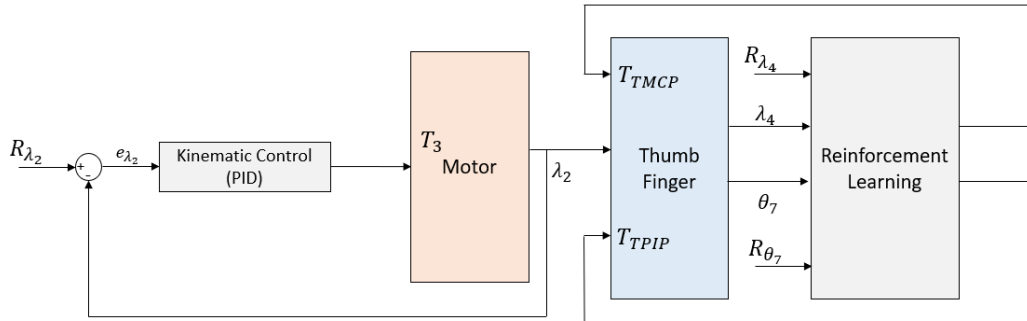 R_{λ_2}
+
-
e_{λ_2}
Kinematic Control
(PID)
T_3
Motor
λ_2
T_{TMCP}
Thumb
Finger
T_{TPIP}
R_{λ_4}
λ_4
θ_7
R_{θ_7}
Reinforcement
Learning